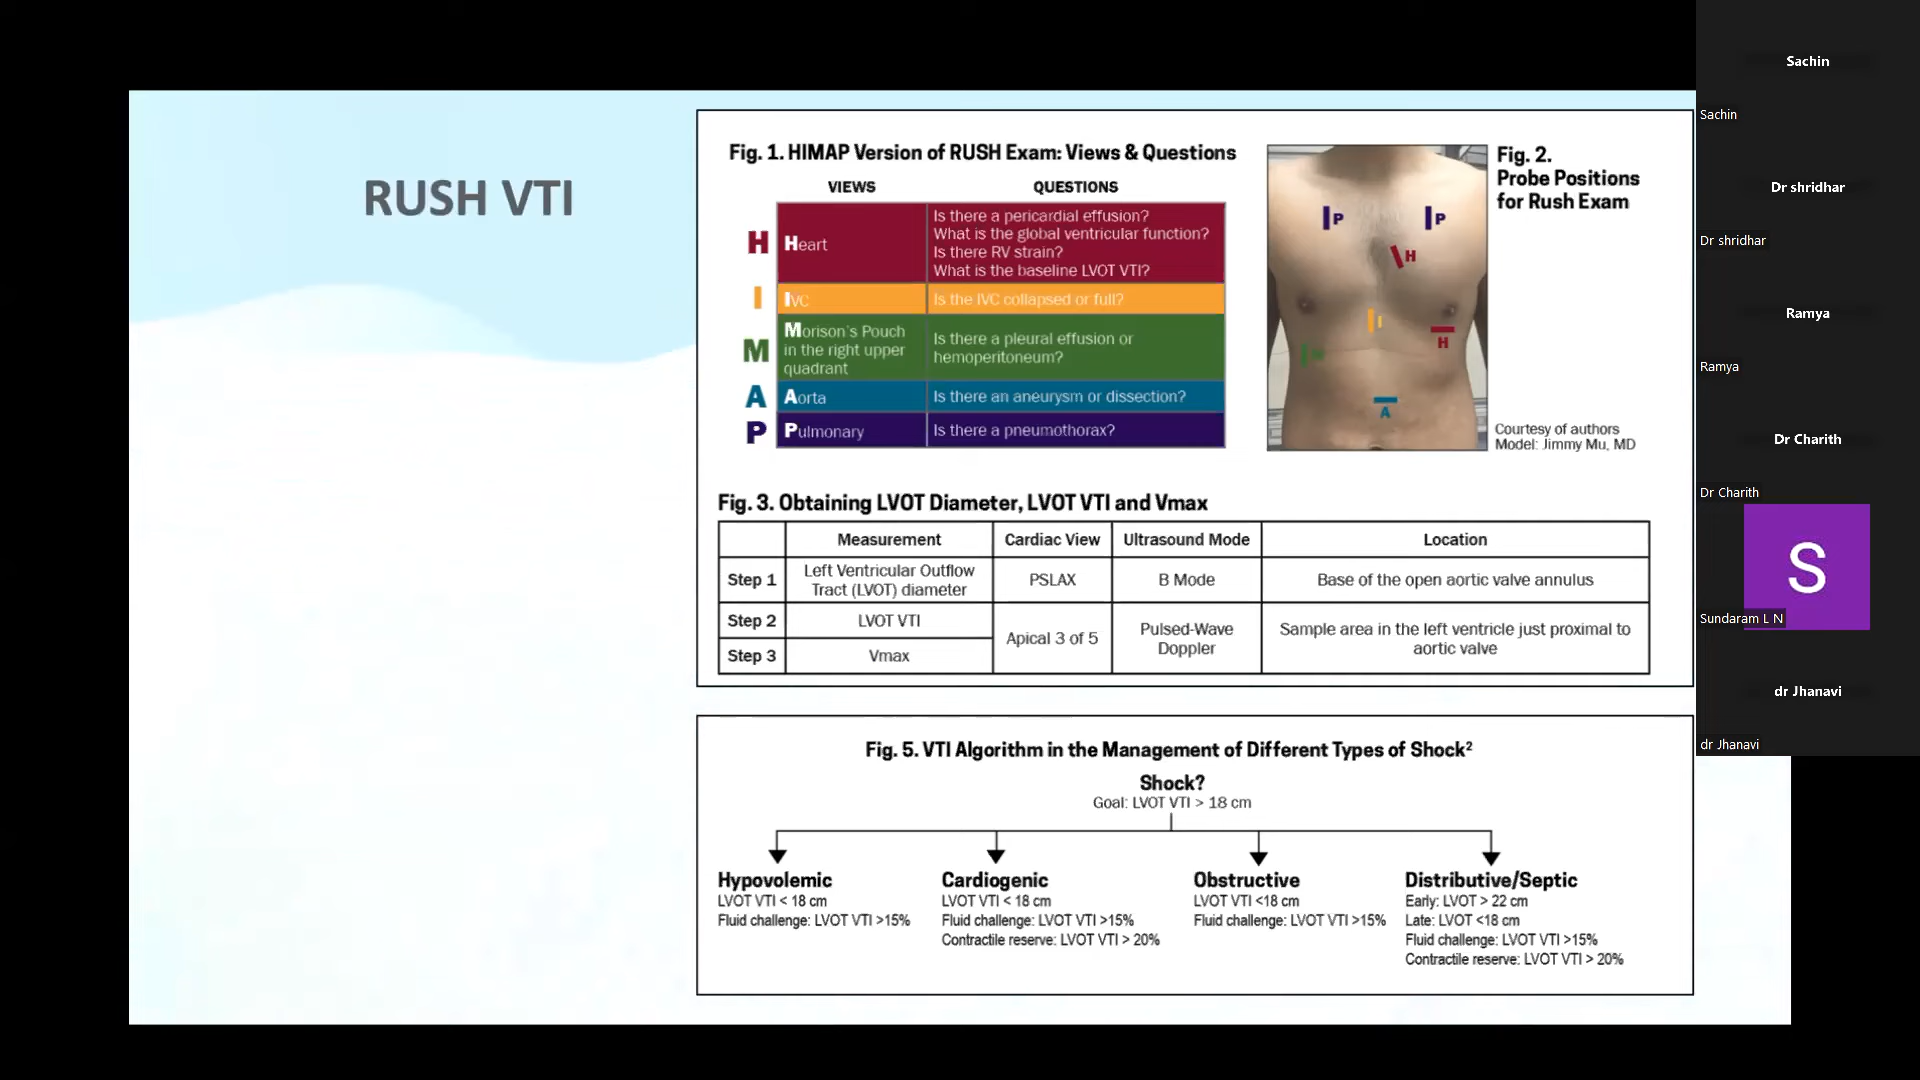 RUSH VTI
Fig. 1. HIMAP Version of RUSH Exam: Views & Questions
VIEWS QUESTIONS
H Heart
Is there a pericardial effusion?
What is the global ventricular function?
Is there RV strain?
What is the baseline LVOT VTI?
I IVC Is the IVC collapsed or full?
M Morison's Pouch
in the right upper
quadrant
Is there a pleural effusion or
hemoperitoneum?
A Aorta Is there an aneurysm or dissection?
P Pulmonary Is there a pneumothorax?
P P
H
I
H
M
A
Fig. 2.
Probe Positions
for Rush Exam
Courtesy of authors
Model: Jimmy Mu, MD
Fig. 3. Obtaining LVOT Diameter, LVOT VTI and Vmax
Measurement Cardiac View Ultrasound Mode Location
Step 1 Left Ventricular Outflow
Tract (LVOT) diameter
PSLAX B Mode Base of the open aortic valve annulus
Step 2 LVOT VTI
Step 3 Vmax
Apical 3 of 5
Pulsed-Wave
Doppler
Sample area in the left ventricle just proximal to
aortic valve
Fig. 5. VTI Algorithm in the Management of Different Types of Shock²
Shock?
Goal: LVOT VTI > 18 cm
Hypovolemic
LVOT VTI < 18 cm
Fluid challenge: LVOT VTI >15%
Cardiogenic
LVOT VTI < 18 cm
Fluid challenge: LVOT VTI >15%
Contractile reserve: LVOT VTI > 20%
Obstructive
LVOT VTI <18 cm
Fluid challenge: LVOT VTI >15%
Distributive/Septic
Early: LVOT > 22 cm
Late: LVOT <18 cm
Fluid challenge: LVOT VTI >15%
Contractile reserve: LVOT VTI > 20%
Sachin
Sachin
Dr shridhar
Dr shridhar
Ramya
Ramya
Dr Charith
Dr Charith
S
Sundaram L N
dr Jhanavi
dr Jhanavi